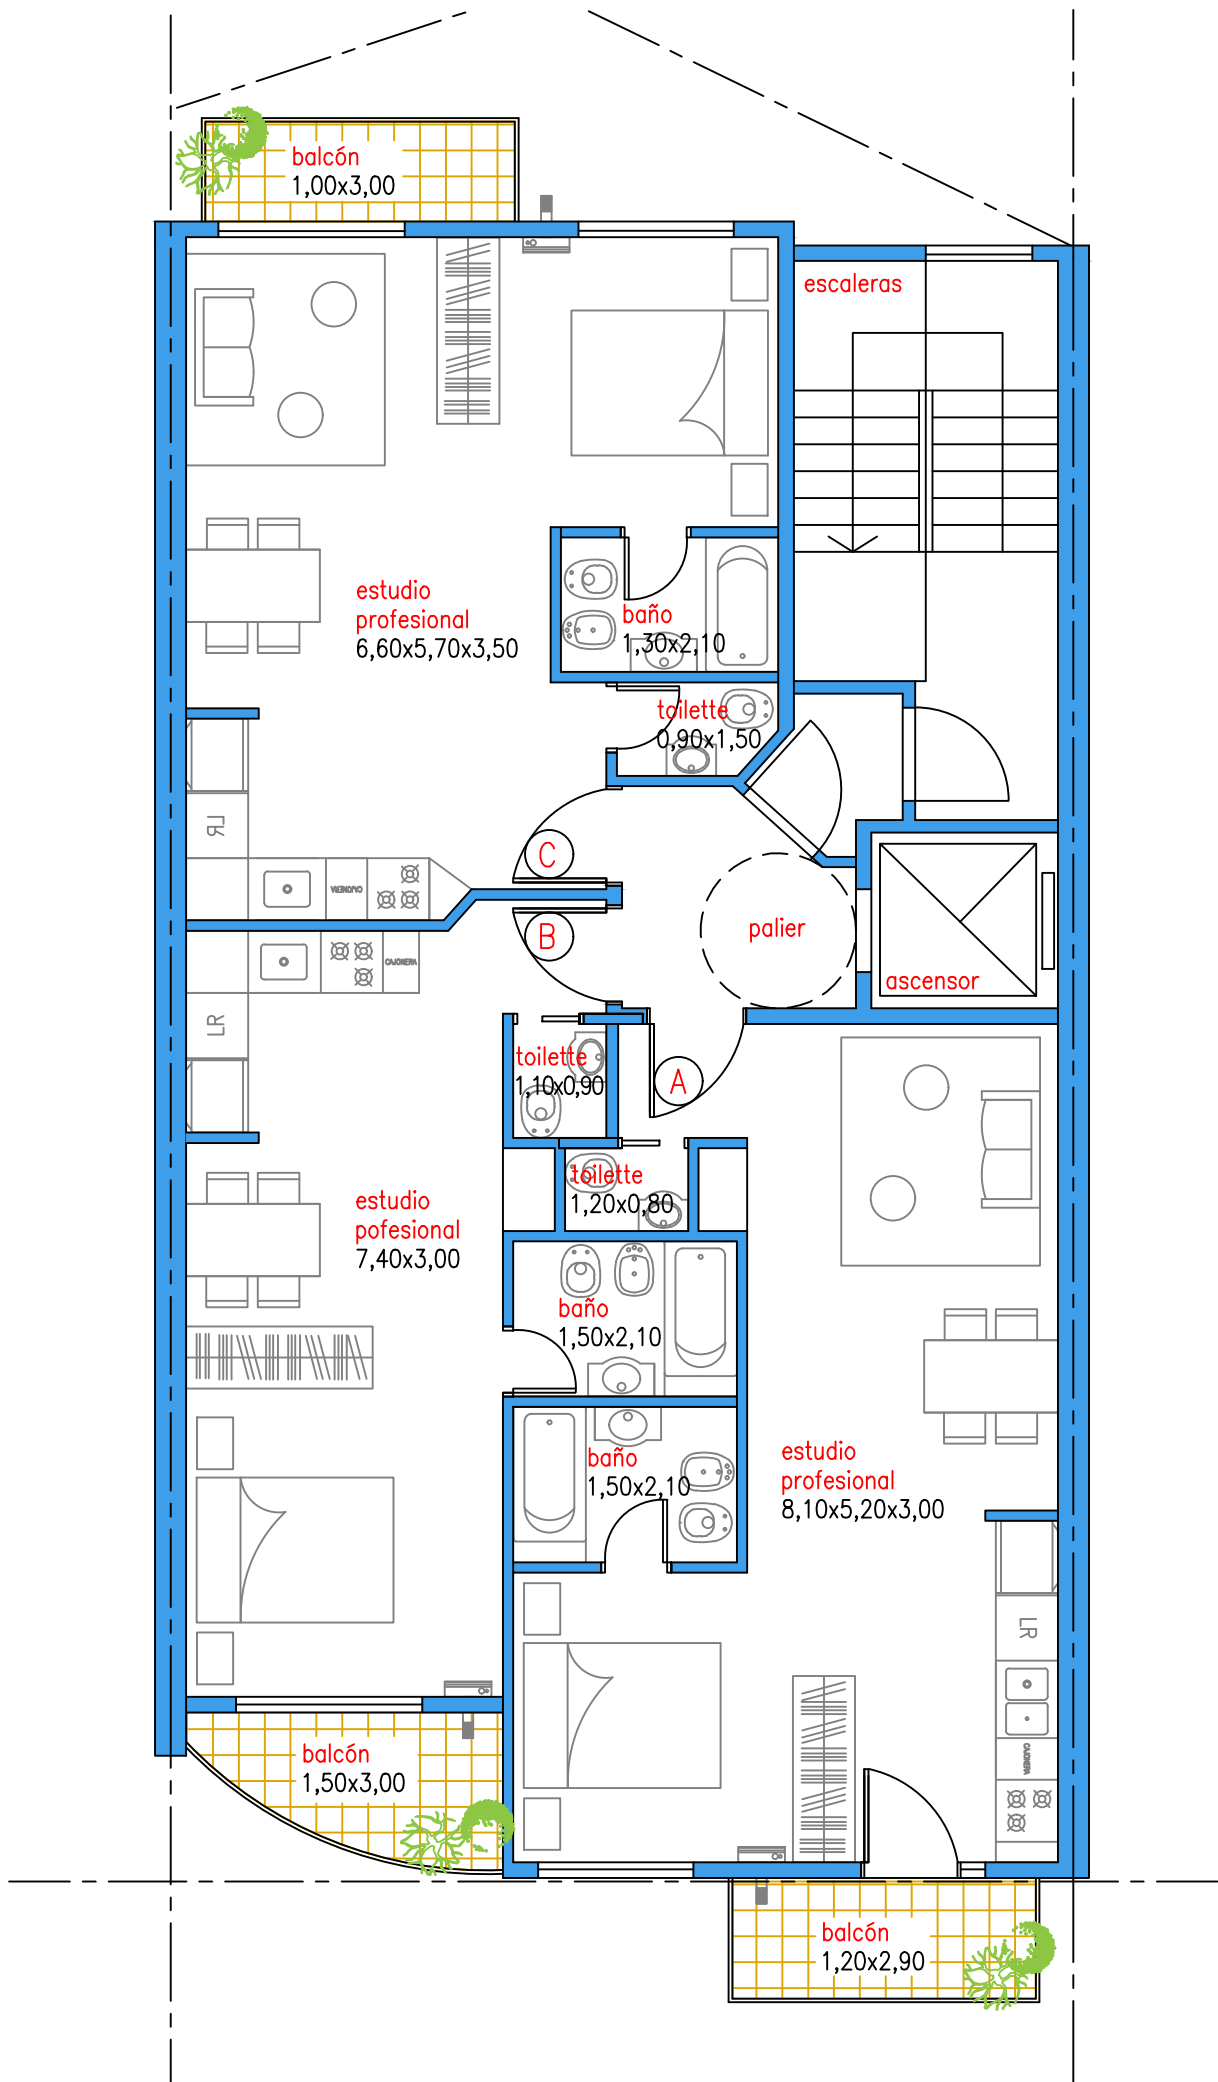 balcón
1,00x3,00
escaleras
estudio
profesional
6,60x5,70x3,50
baño
1,30x2,10
toilette
0,90x1,50
LR
CAJONERA
C
B
palier
ascensor
CAJONERA
LR
toilette
1,10x0,90
A
toilette
1,20x0,80
estudio
pofesional
7,40x3,00
baño
1,50x2,10
baño
1,50x2,10
estudio
profesional
8,10x5,20x3,00
LR
CAJONERA
balcón
1,50x3,00
balcón
1,20x2,90